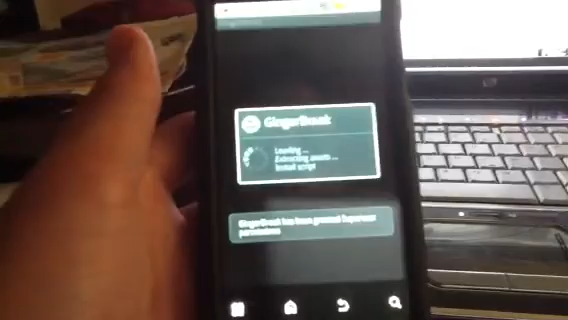 GingerBreak
Loading ...
Extracting assets ...
Install script
GingerBreak has been granted Superuser
permissions